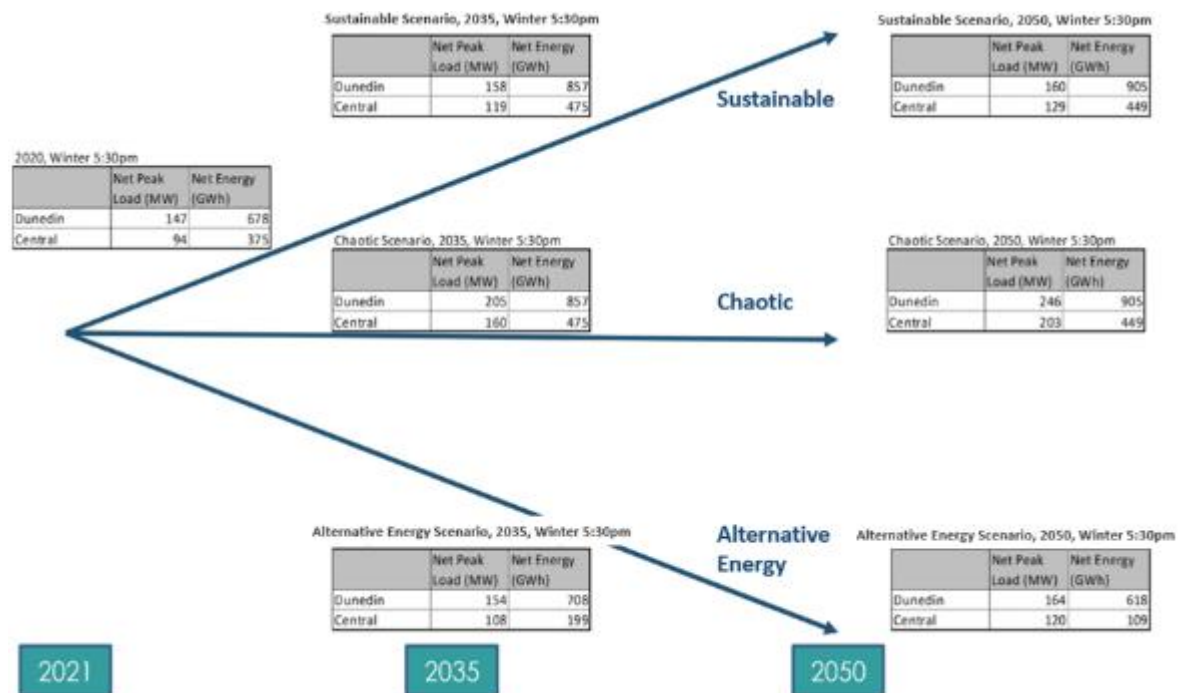 Sustainable Scenario, 2035, Winter 5:30pm
Net Peak Net Energy
Load (MW) (GWh)
Dunedin 158 857
Central 119 475
Sustainable Scenario, 2050, Winter 5:30pm
Net Peak Net Energy
Load (MW) (GWh)
Dunedin 160 905
Central 129 449
Sustainable
2020, Winter 5:30pm
Net Peak Net Energy
Load (MW) (GWh)
Dunedin 147 678
Central 94 375
Chaotic Scenario, 2035, Winter 5:30pm
Net Peak Net Energy
Load (MW) (GWh)
Dunedin 205 857
Central 160 475
Chaotic
Chaotic Scenario, 2050, Winter 5:30pm
Net Peak Net Energy
Load (MW) (GWh)
Dunedin 246 905
Central 203 449
Alternative Energy Scenario, 2035, Winter 5:30pm
Net Peak Net Energy
Load (MW) (GWh)
Dunedin 154 708
Central 108 199
Alternative
Energy
Alternative Energy Scenario, 2050, Winter 5:30pm
Net Peak Net Energy
Load (MW) (GWh)
Dunedin 164 618
Central 120 109
2021
2035
2050